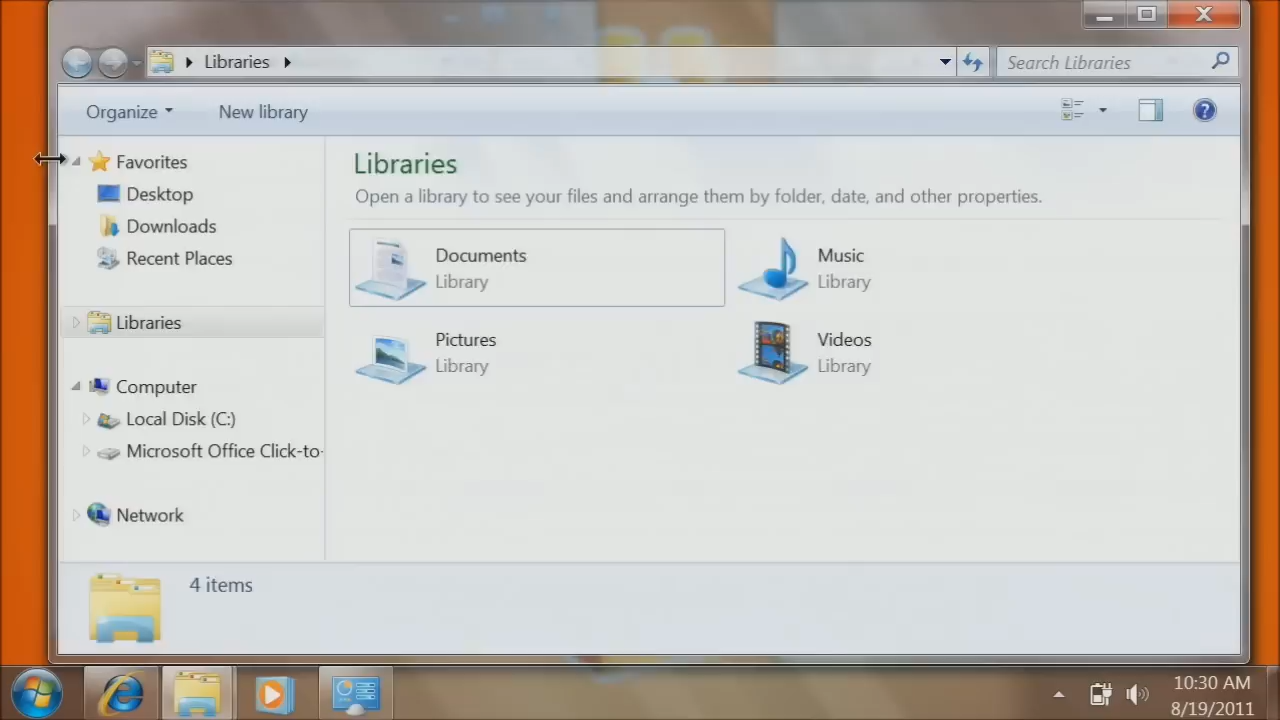 Libraries
Search Libraries
Organize
New library
Favorites
Desktop
Downloads
Recent Places
Libraries
Computer
Local Disk (C:)
Microsoft Office Click-to-
Network
Libraries
Open a library to see your files and arrange them by folder, date, and other properties.
Documents
Library
Music
Library
Pictures
Library
Videos
Library
4 items
10:30 AM
8/19/2011